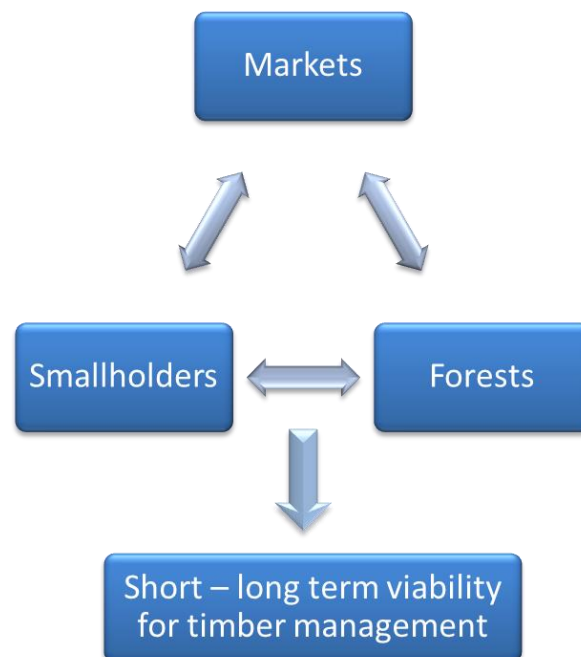 Markets
Smallholders
Forests
Short – long term viability
for timber management